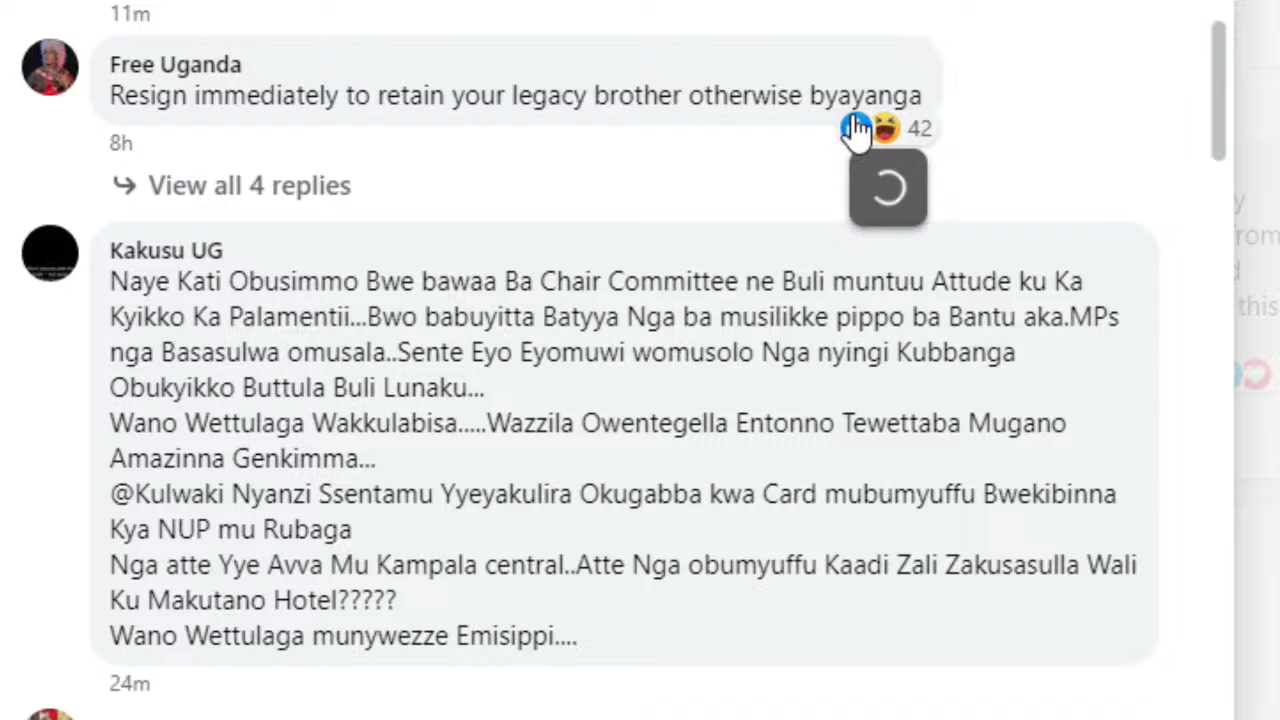 11m
Free Uganda
Resign immediately to retain your legacy brother otherwise byayanga
42
8h
View all 4 replies
Kakusu UG
Naye Kati Obusimmo Bwe bawaa Ba Chair Committee ne Buli muntuu Attude ku Ka
Kyikko Ka Palamentii...Bwo babuyitta Batyya Nga ba musilikke pippo ba Bantu aka.MPs
nga Basasulwa omusala..Sente Eyo Eyomuwi womusolo Nga nyingi Kubbanga
Obukyikko Buttula Buli Lunaku...
Wano Wettulaga Wakkulabisa.....Wazzila Owentegella Entonno Tewettaba Mugano
Amazinna Genkimma...
@Kulwaki Nyanzi Ssentamu Yyeyakulira Okugabba kwa Card mubumyuffu Bwekibinna
Kya NUP mu Rubaga
Nga atte Yye Avva Mu Kampala central..Atte Nga obumyuffu Kaadi Zali Zakusasulla Wali
Ku Makutano Hotel?????
Wano Wettulaga munywezze Emisippi....
24m
this